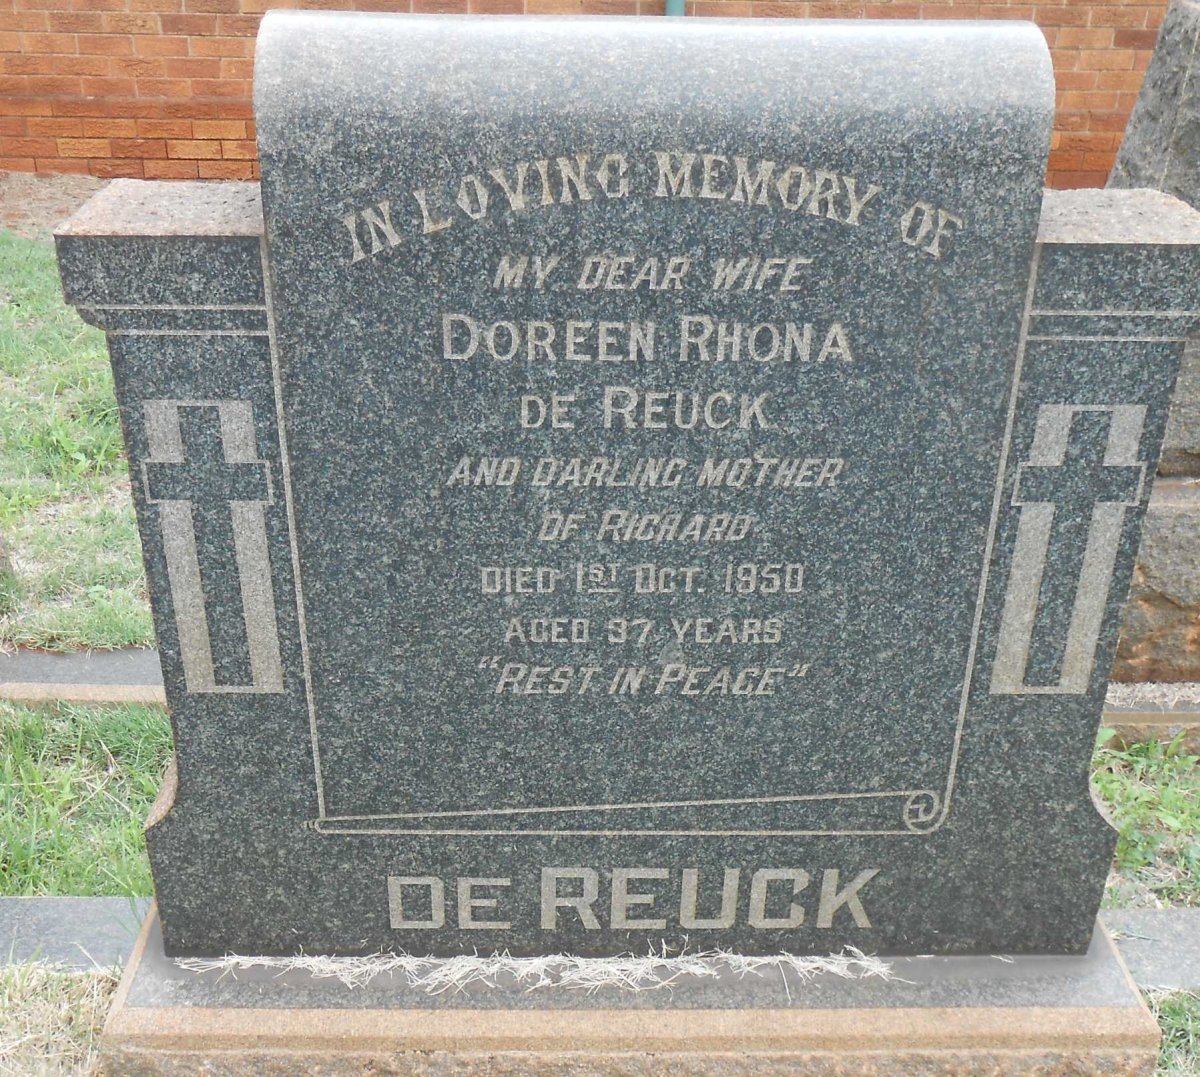 IN LOVING MEMORY OF
MY DEAR WIFE
DOREEN RHONA
DE REUCK
AND DARLING MOTHER
OF RICHARD
DIED 1ST OCT. 1950
AGED 37 YEARS
"REST IN PEACE"
DE REUCK